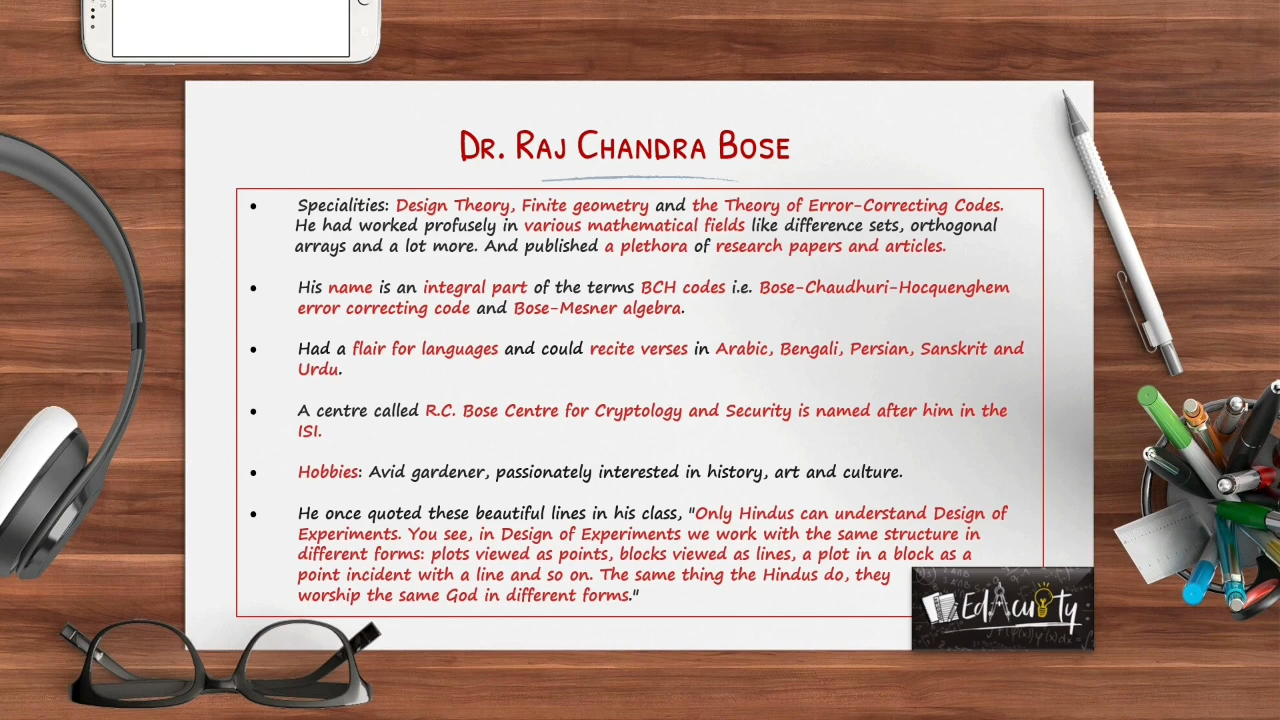 Dr. Raj Chandra Bose
• Specialities: Design Theory, Finite geometry and the Theory of Error-Correcting Codes.
He had worked profusely in various mathematical fields like difference sets, orthogonal
arrays and a lot more. And published a plethora of research papers and articles.
• His name is an integral part of the terms BCH codes i.e. Bose-Chaudhuri-Hocquenghem
error correcting code and Bose-Mesner algebra.
• Had a flair for languages and could recite verses in Arabic, Bengali, Persian, Sanskrit and
Urdu.
• A centre called R.C. Bose Centre for Cryptology and Security is named after him in the
ISI.
• Hobbies: Avid gardener, passionately interested in history, art and culture.
• He once quoted these beautiful lines in his class, "Only Hindus can understand Design of
Experiments. You see, in Design of Experiments we work with the same structure in
different forms: plots viewed as points, blocks viewed as lines, a plot in a block as a
point incident with a line and so on. The same thing the Hindus do, they
worship the same God in different forms."
EdAcuity